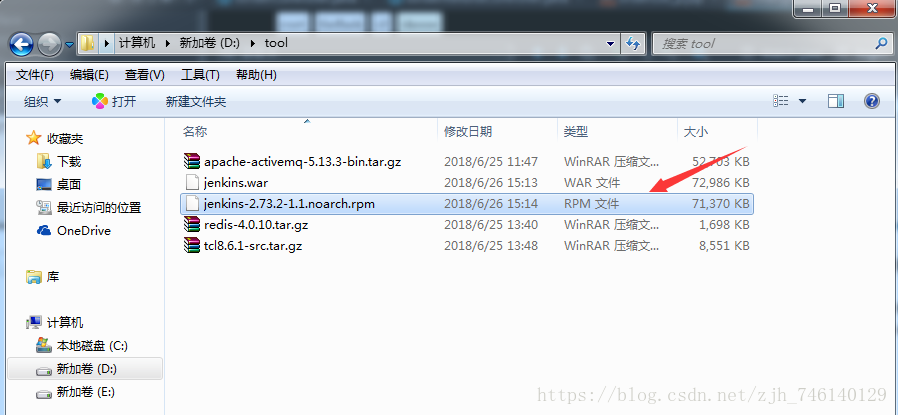 计算机 ▸ 新加卷 (D:) ▸ tool
搜索 tool
文件(F) 编辑(E) 查看(V) 工具(T) 帮助(H)
组织 打开 新建文件夹
名称 修改日期 类型 大小
收藏夹
下载
桌面
最近访问的位置
OneDrive
库
计算机
本地磁盘 (C:)
新加卷 (D:)
新加卷 (E:)
apache-activemq-5.13.3-bin.tar.gz 2018/6/25 11:47 WinRAR 压缩文... 52,703 KB
jenkins.war 2018/6/26 15:13 WAR 文件 72,986 KB
jenkins-2.73.2-1.1.noarch.rpm 2018/6/26 15:14 RPM 文件 71,370 KB
redis-4.0.10.tar.gz 2018/6/25 13:40 WinRAR 压缩文... 1,698 KB
tcl8.6.1-src.tar.gz 2018/6/25 13:48 WinRAR 压缩文... 8,551 KB
https://blog.csdn.net/zjh_746140129